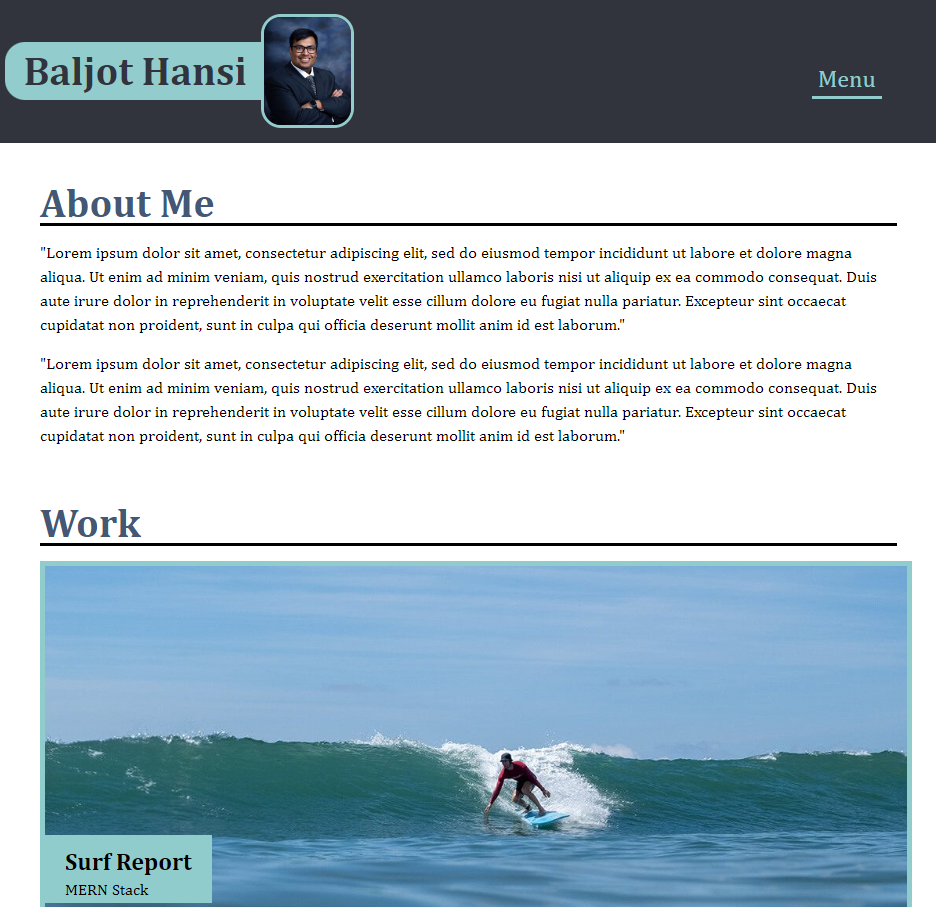 Baljot Hansi
Menu
About Me
"Lorem ipsum dolor sit amet, consectetur adipiscing elit, sed do eiusmod tempor incididunt ut labore et dolore magna
aliqua. Ut enim ad minim veniam, quis nostrud exercitation ullamco laboris nisi ut aliquip ex ea commodo consequat. Duis
aute irure dolor in reprehenderit in voluptate velit esse cillum dolore eu fugiat nulla pariatur. Excepteur sint occaecat
cupidatat non proident, sunt in culpa qui officia deserunt mollit anim id est laborum."
"Lorem ipsum dolor sit amet, consectetur adipiscing elit, sed do eiusmod tempor incididunt ut labore et dolore magna
aliqua. Ut enim ad minim veniam, quis nostrud exercitation ullamco laboris nisi ut aliquip ex ea commodo consequat. Duis
aute irure dolor in reprehenderit in voluptate velit esse cillum dolore eu fugiat nulla pariatur. Excepteur sint occaecat
cupidatat non proident, sunt in culpa qui officia deserunt mollit anim id est laborum."
Work
Surf Report
MERN Stack